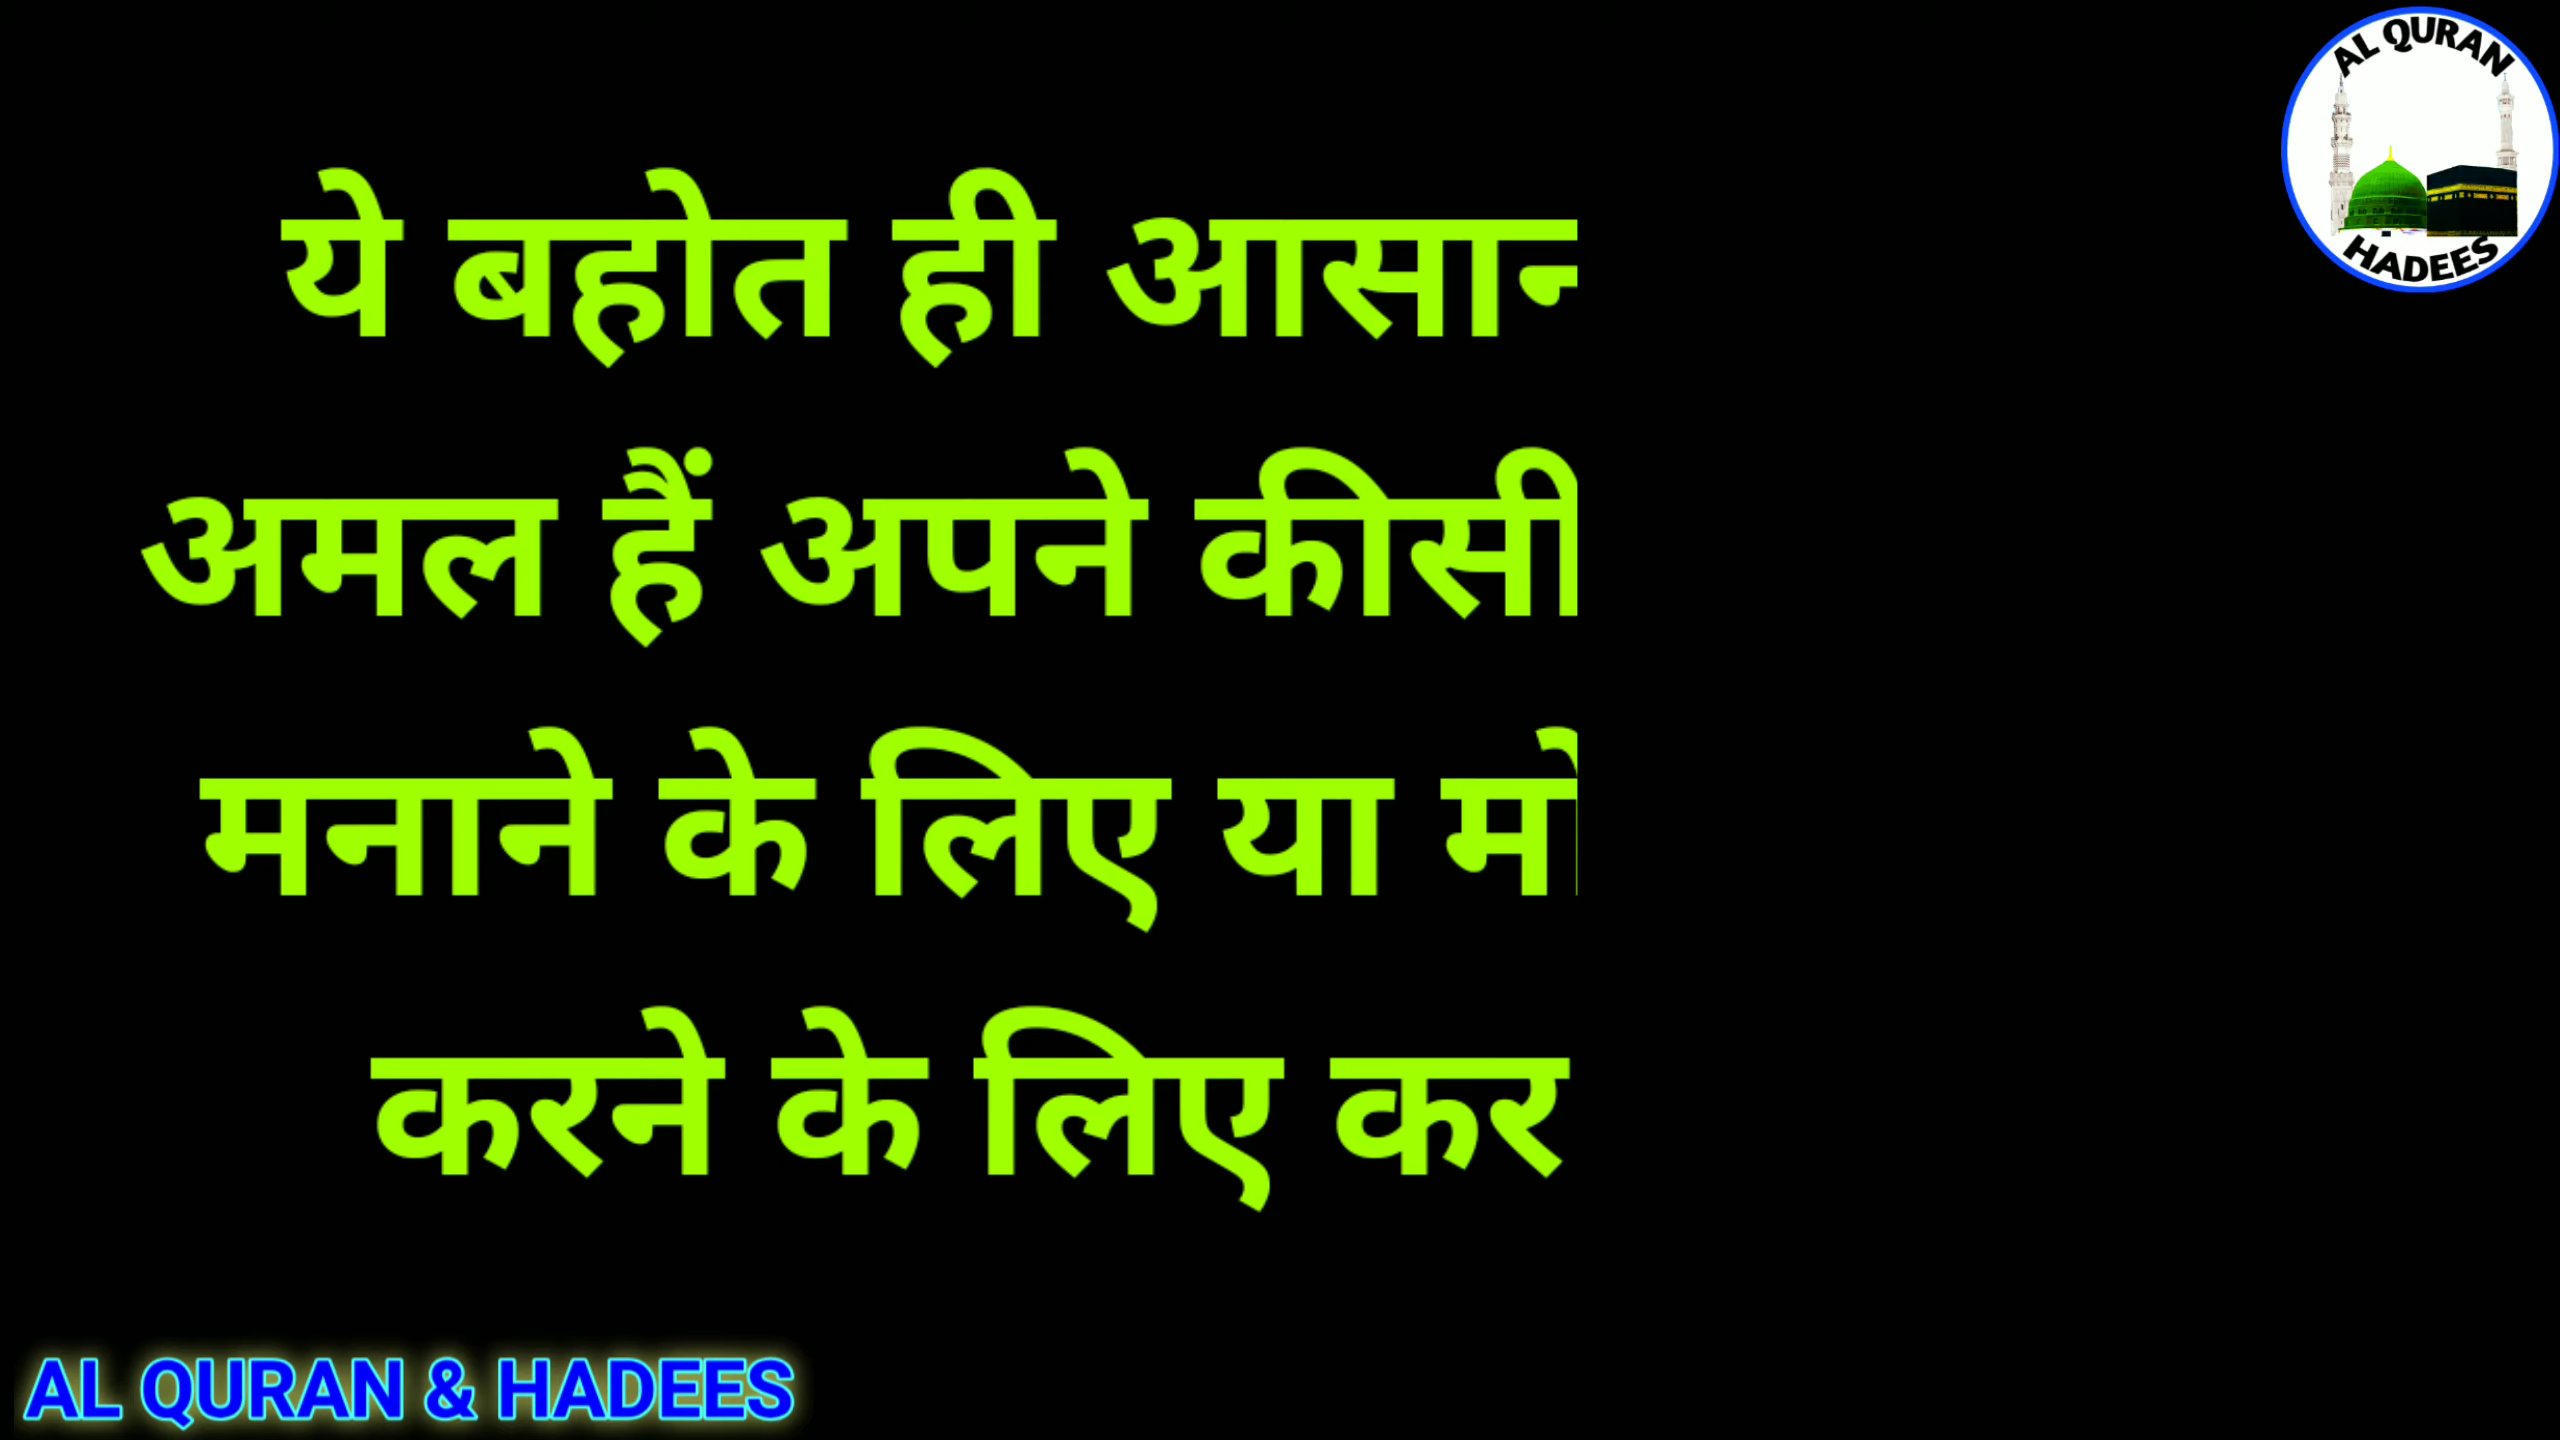 ये बहोत ही आसान
अमल हैं अपने कीसी
मनाने के लिए या
करने के लिए कर
AL QURAN
HADEES
AL QURAN & HADEES